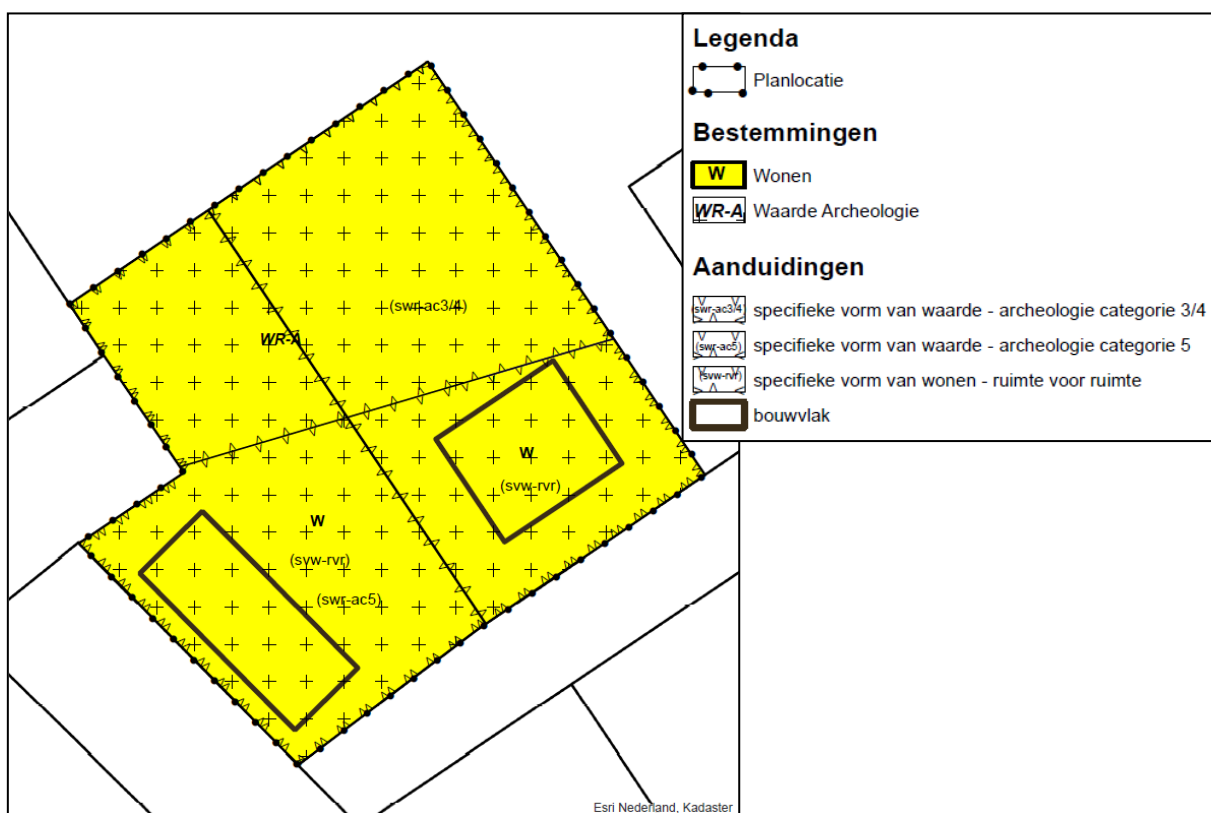 (swr-ac3/4)
WR-A
W
(svw-rvr)
W
(svw-rvr)
(swr-ac5)
Esri Nederland, Kadaster
Legenda
Planlocatie
Bestemmingen
W Wonen
WR-A Waarde Archeologie
Aanduidingen
(swr-ac3/4) specifieke vorm van waarde - archeologie categorie 3/4
(swr-ac5) specifieke vorm van waarde - archeologie categorie 5
(svw-rvr) specifieke vorm van wonen - ruimte voor ruimte
bouwvlak